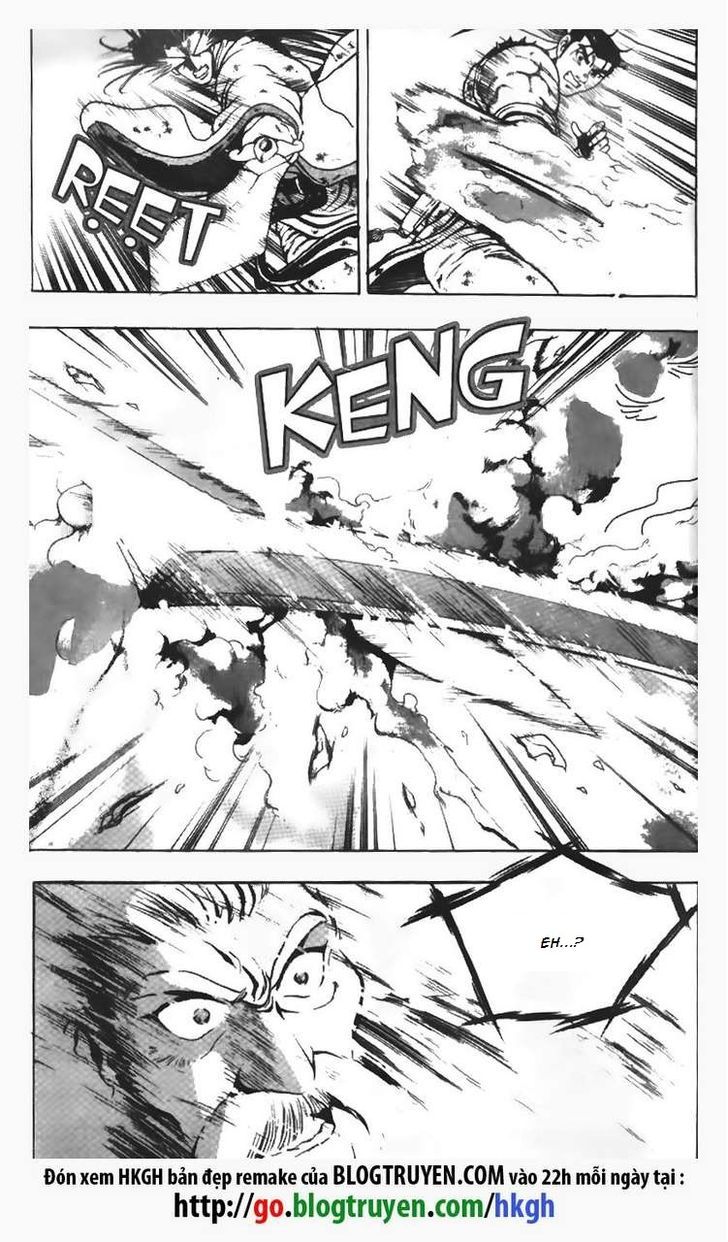 RẸẸT
KENG
EH...?
Đón xem HKGH bản đẹp remake của BLOGTRUYEN.COM vào 22h mỗi ngày tại :
http://go.blogtruyen.com/hkgh